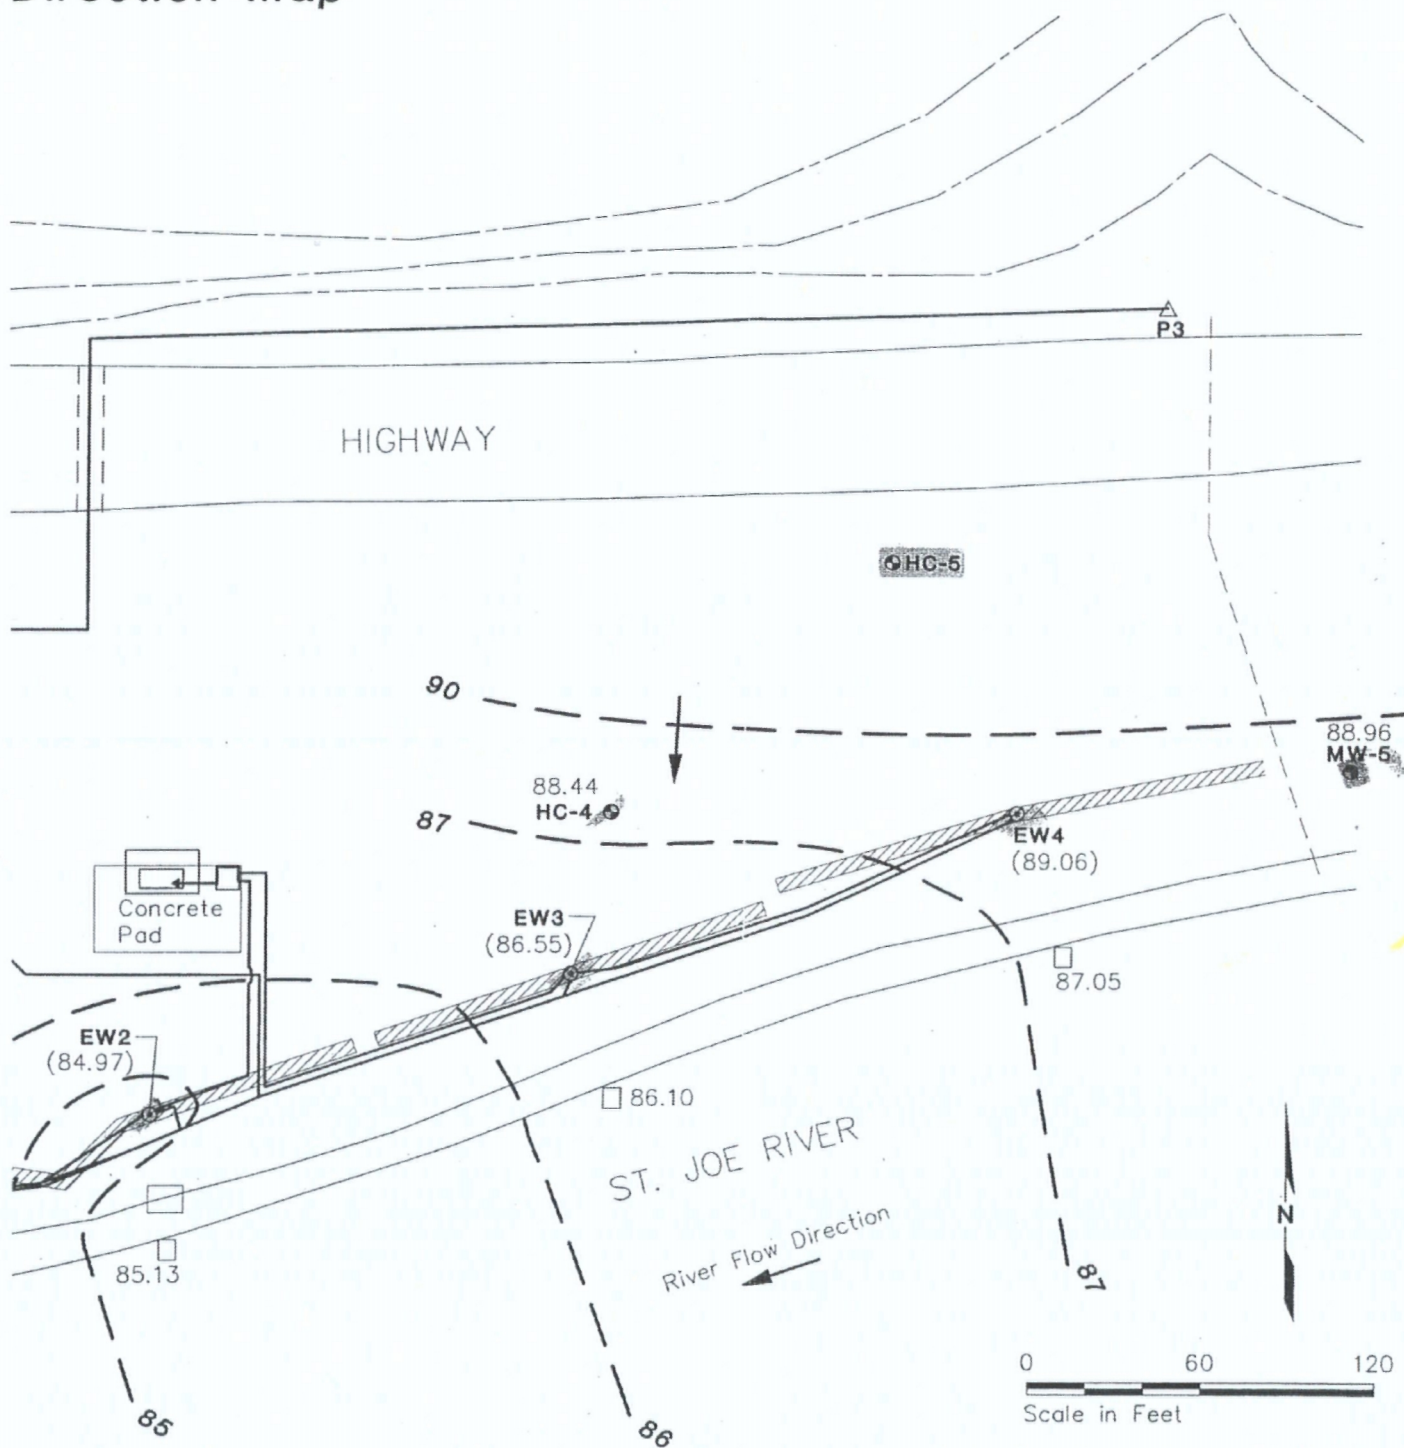 Direction Map
P3
HIGHWAY
HC-5
90
88.96
MW-5
88.44
HC-4
87
EW4
(89.06)
Concrete
Pad
EW3
(86.55)
87.05
EW2
(84.97)
86.10
ST. JOE RIVER
N
River Flow Direction
85.13
87
0 60 120
Scale in Feet
85
86